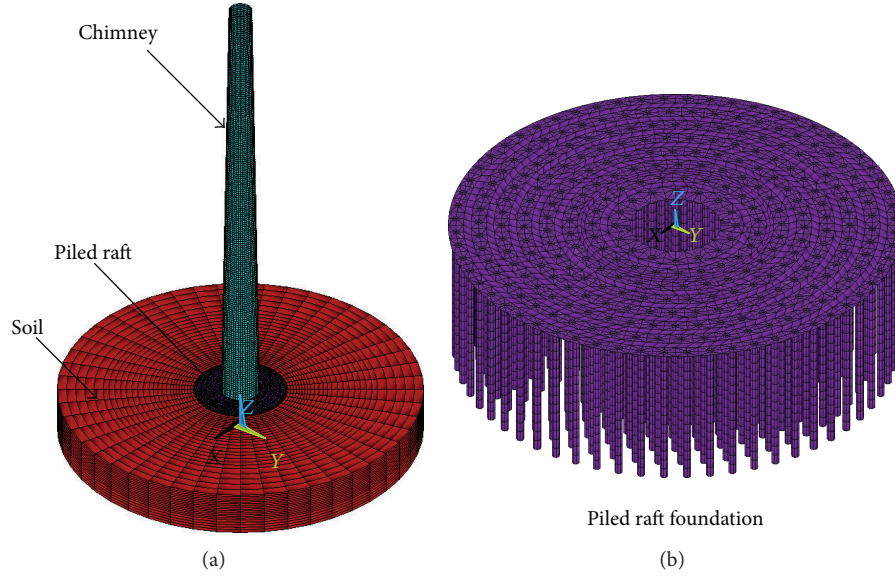 Chimney
Piled raft
Soil
Z
X
Y
(a)
Z
X
Y
Piled raft foundation
(b)